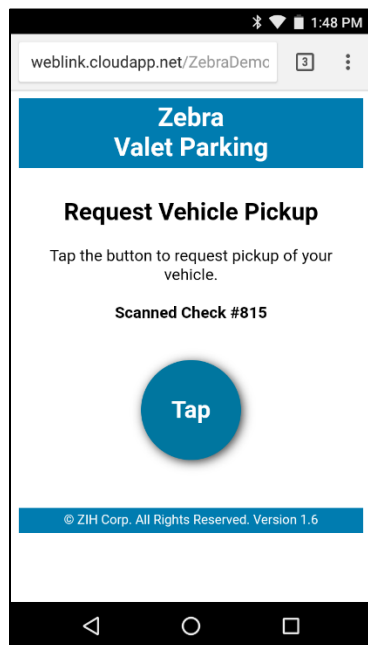 1:48 PM
weblink.cloudapp.net/ZebraDemo
3
Zebra
Valet Parking
Request Vehicle Pickup
Tap the button to request pickup of your
vehicle.
Scanned Check #815
Tap
© ZIH Corp. All Rights Reserved. Version 1.6